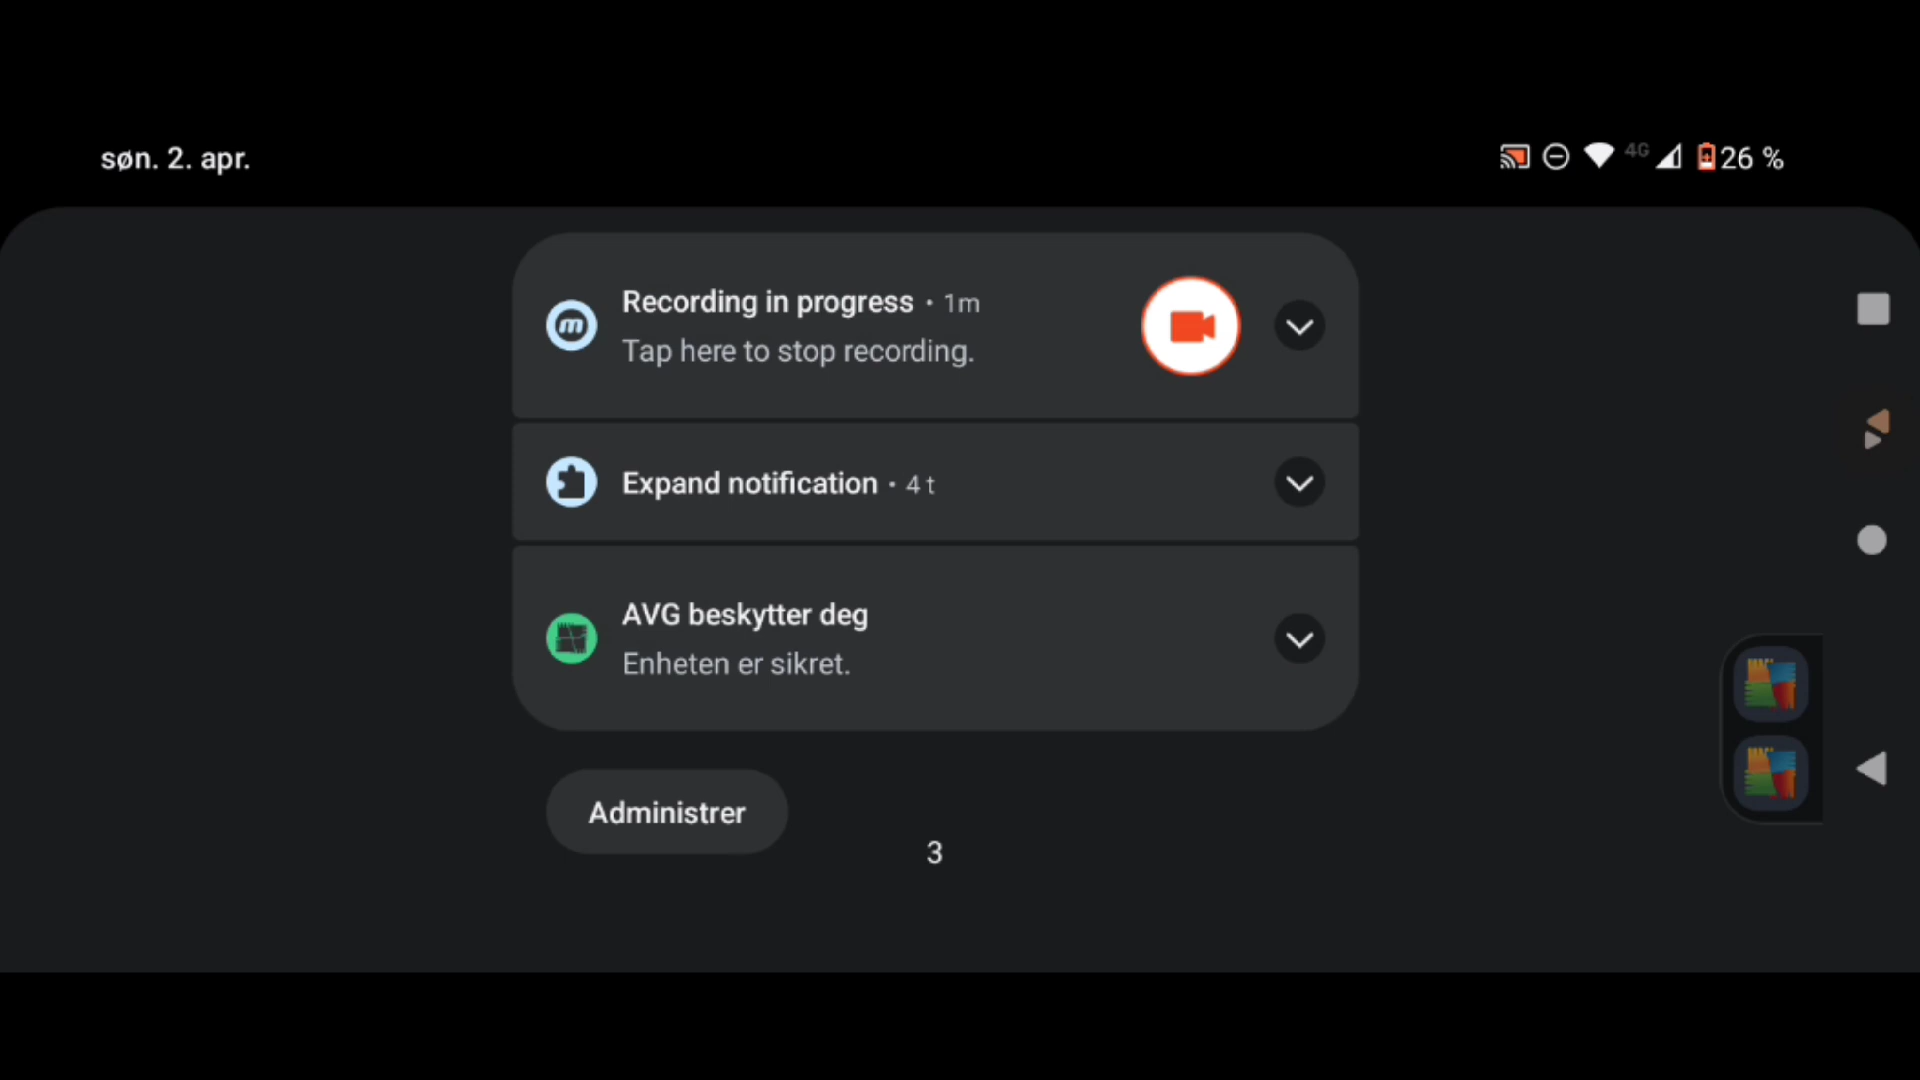 søn. 2. apr.
4G
26 %
Recording in progress • 1m
Tap here to stop recording.
Expand notification • 4 t
AVG beskytter deg
Enheten er sikret.
Administrer
3